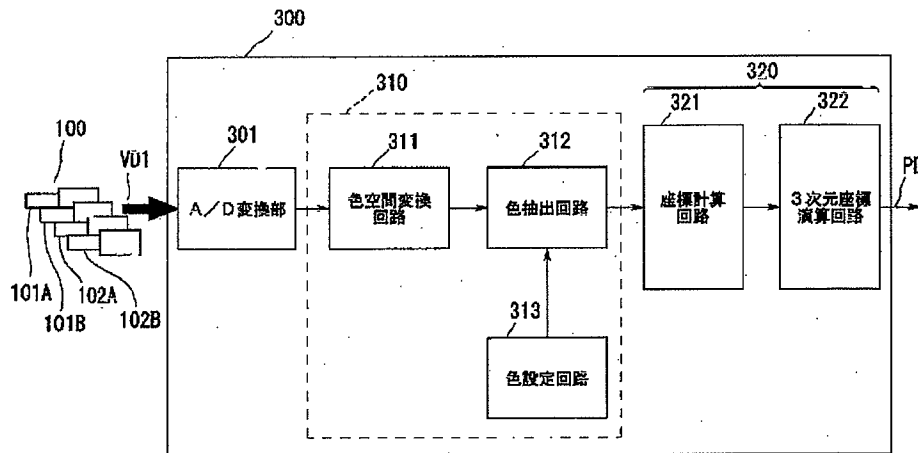 300
310
320
321
322
100
VD1
301
311
312
PD
A/D変換部
色空間変換
回路
色抽出回路
座標計算
回路
3次元座標
演算回路
101A
101B
102A
102B
313
色設定回路